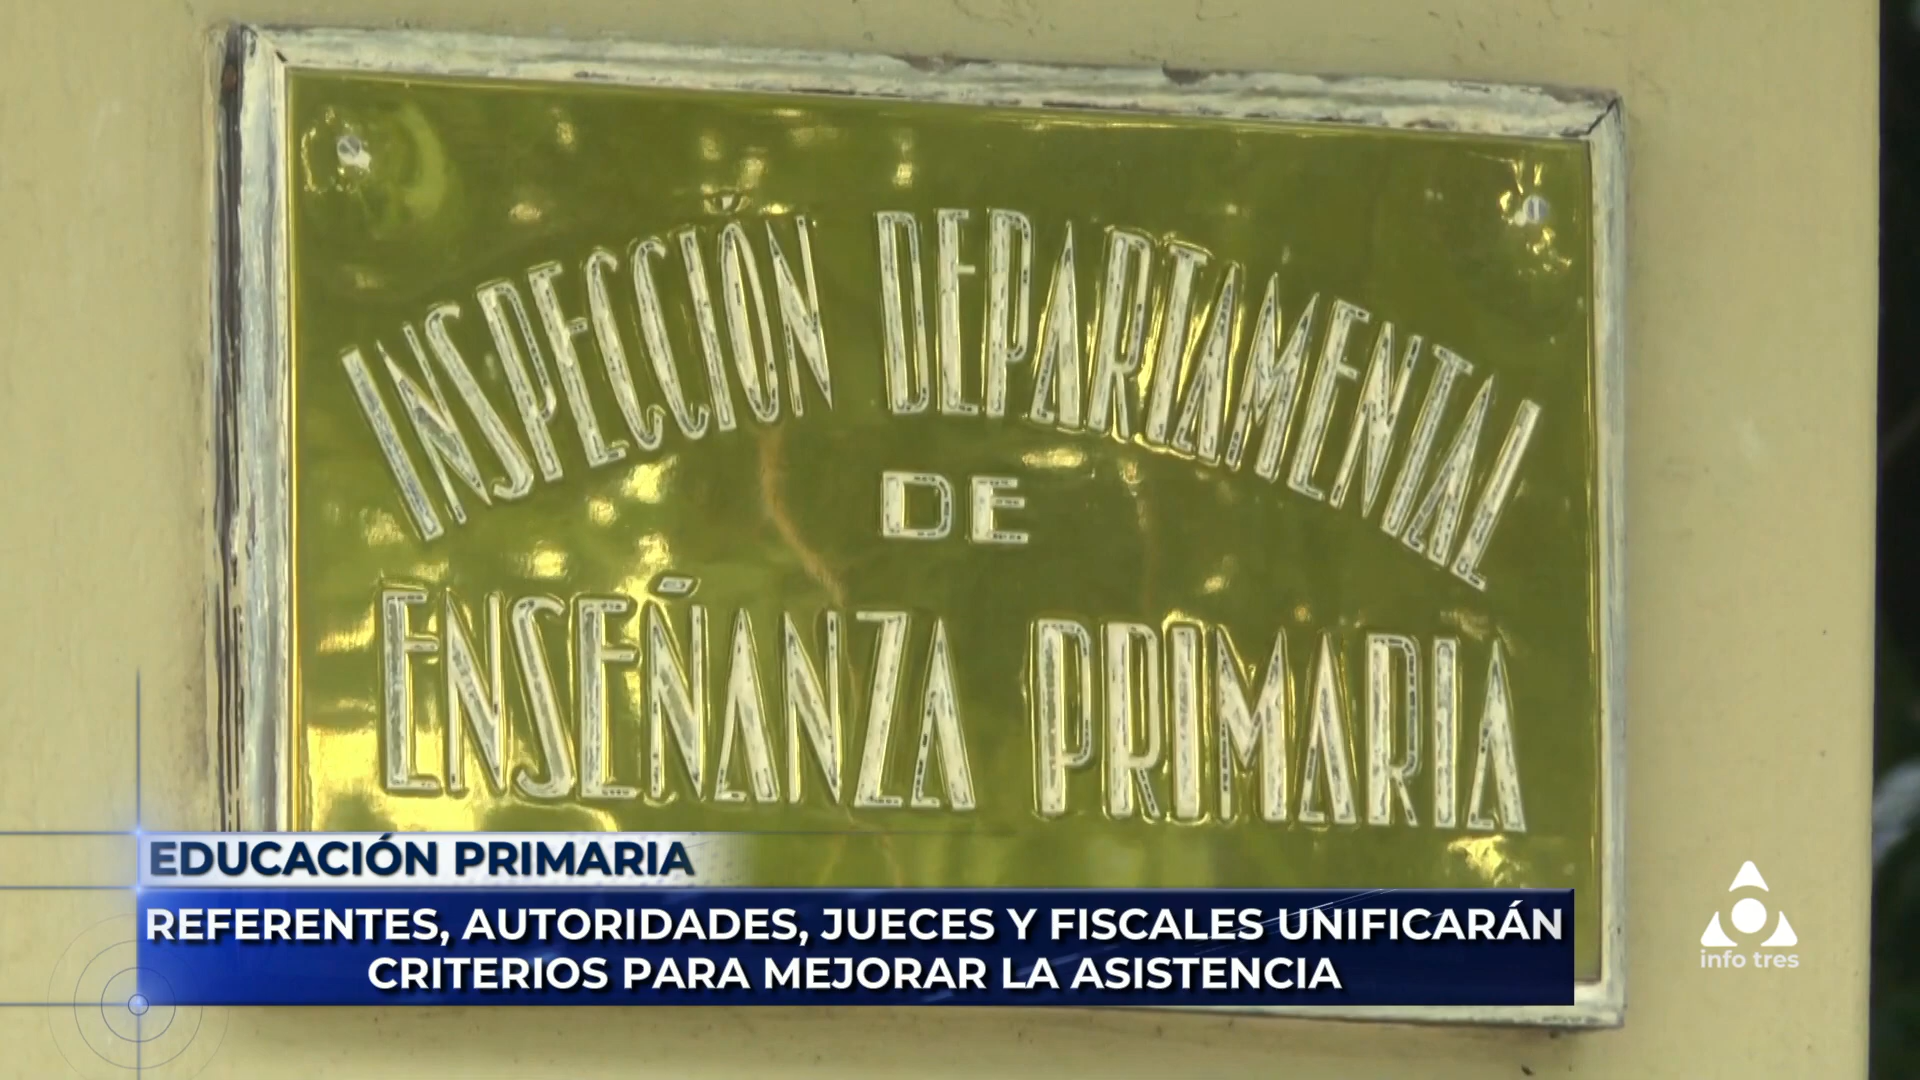 INSPECCIÓN DEPARTAMENTAL
DE
ENSEÑANZA PRIMARIA
EDUCACIÓN PRIMARIA
REFERENTES, AUTORIDADES, JUECES Y FISCALES UNIFICARÁN
CRITERIOS PARA MEJORAR LA ASISTENCIA
info tres